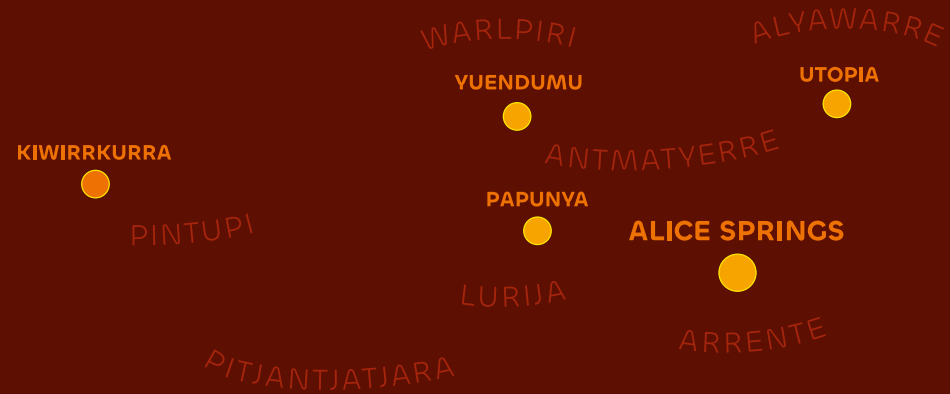 WARLPIRI
ALYAWARRE
YUENDUMU
UTOPIA
KIWIRRKURRA
ANTMATYERRE
PAPUNYA
PINTUPI
ALICE SPRINGS
LURIJA
ARRENTE
PITJANTJATJARA